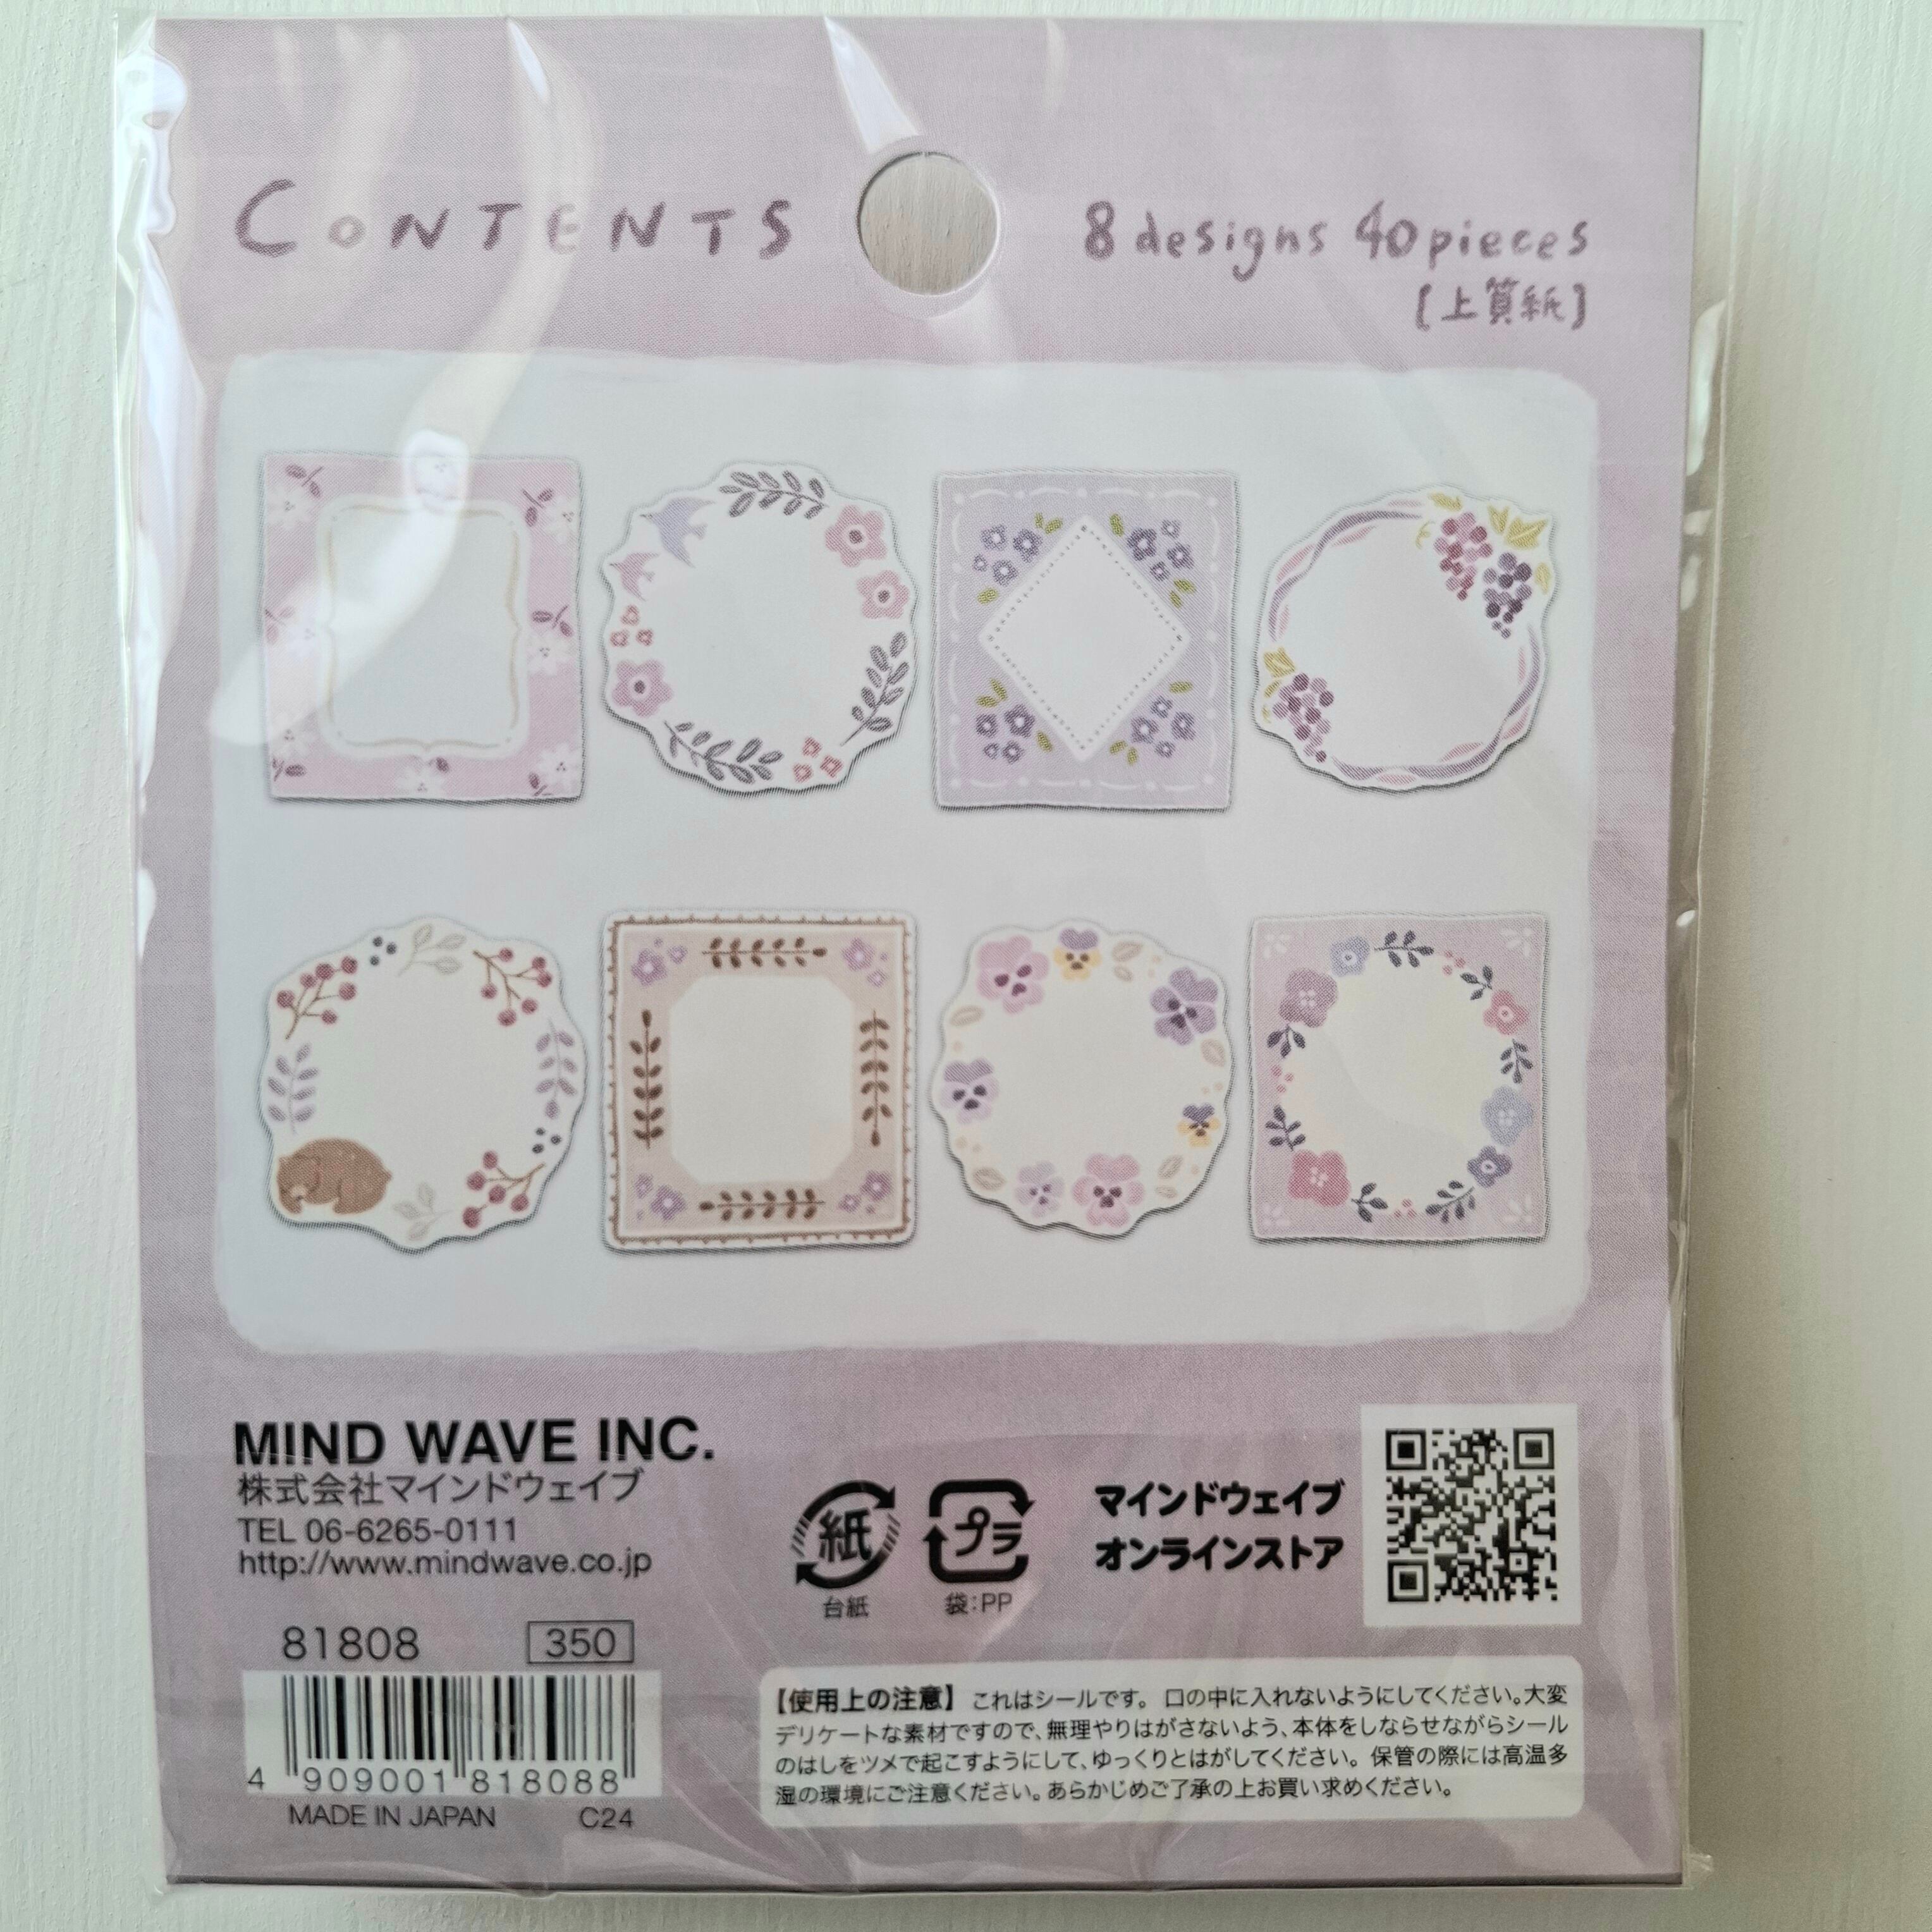 CONTENTS
8 designs 40 pieces
[上質紙]
MIND WAVE INC.
株式会社マインドウェイブ
TEL 06-6265-0111
http://www.mindwave.co.jp
紙
台紙
プラ
袋:PP
マインドウェイブ
オンラインストア
81808
350
4 909001 818088
MADE IN JAPAN C24
【使用上の注意】これはシールです。口の中に入れないようにしてください。大変
デリケートな素材ですので、無理やりはがさないよう、本体をしならせながらシール
のはしをツメで起こすようにして、ゆっくりとはがしてください。保管の際には高温多
湿の環境にご注意ください。あらかじめご了承の上お買い求めください。